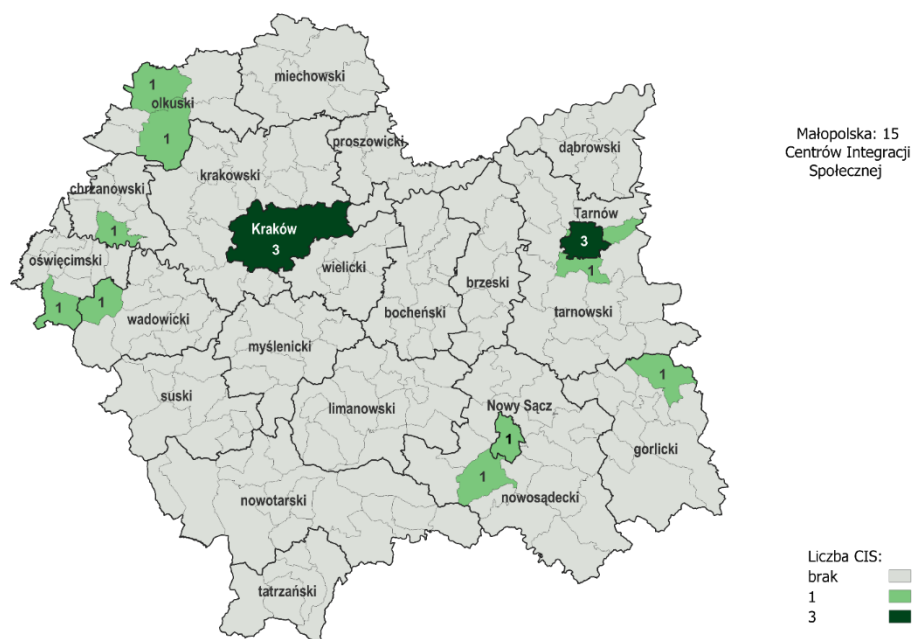 miechowski
1
olkuski
1
proszowicki
dąbrowski
Małopolska: 15
Centrów Integracji
Społecznej
krakowski
chrzanowski
1
Tarnów
3
1
Kraków
3
oświęcimski
wielicki
brzeski
1
1
wadowicki
bocheński
tarnowski
myślenicki
1
suski
limanowski
Nowy Sącz
1
gorlicki
1
nowotarski
nowosądecki
tatrzański
Liczba CIS:
brak
1
3